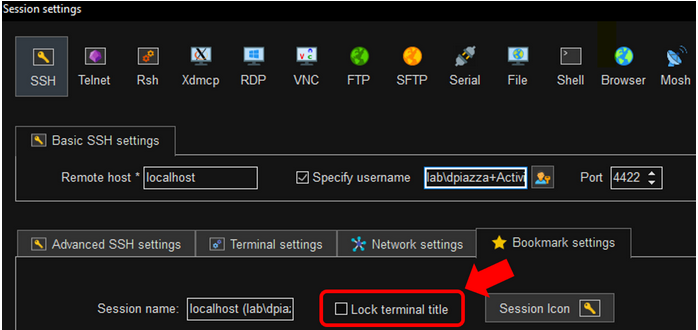 Session settings
SSH Telnet Rsh Xdmcp RDP VNC FTP SFTP Serial File Shell Browser Mosh
Basic SSH settings
Remote host * localhost Specify username lab\dpiazza+Activi Port 4422
Advanced SSH settings Terminal settings Network settings Bookmark settings
Session name: localhost (lab\dpiaz Lock terminal title Session Icon